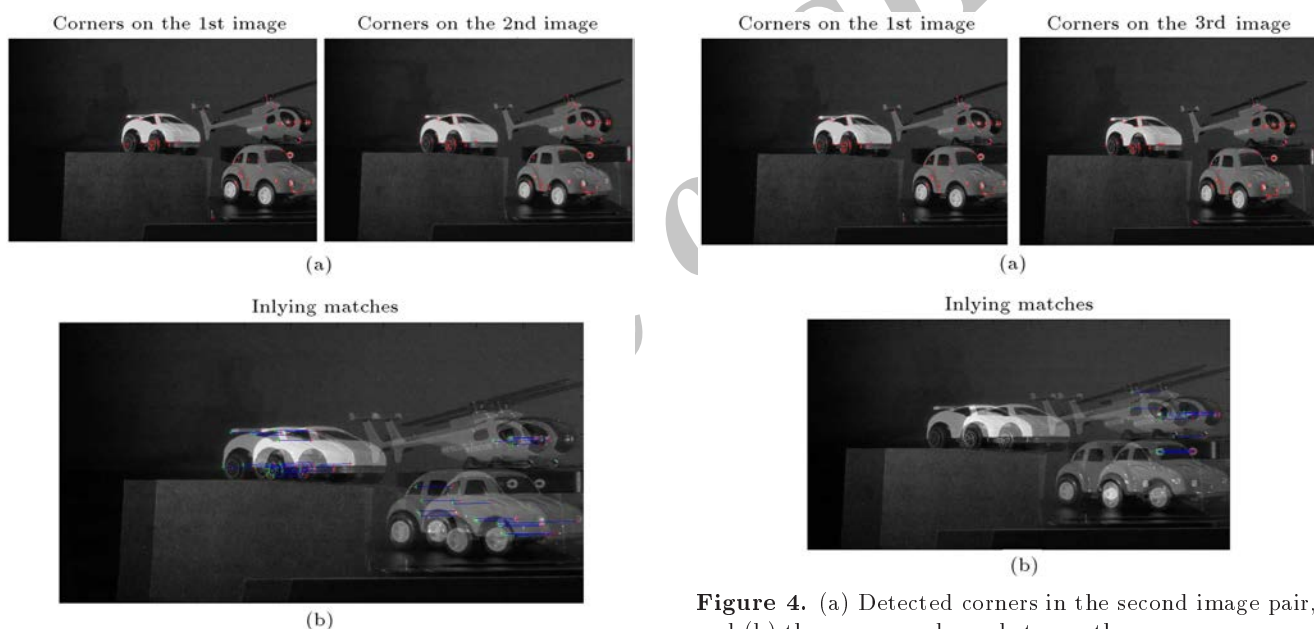 Corners on the 1st image
Corners on the 2nd image
(a)
Inlying matches
(b)
Corners on the 1st image
Corners on the 3rd image
(a)
Inlying matches
(b)
Figure 4. (a) Detected corners in the second image pair,